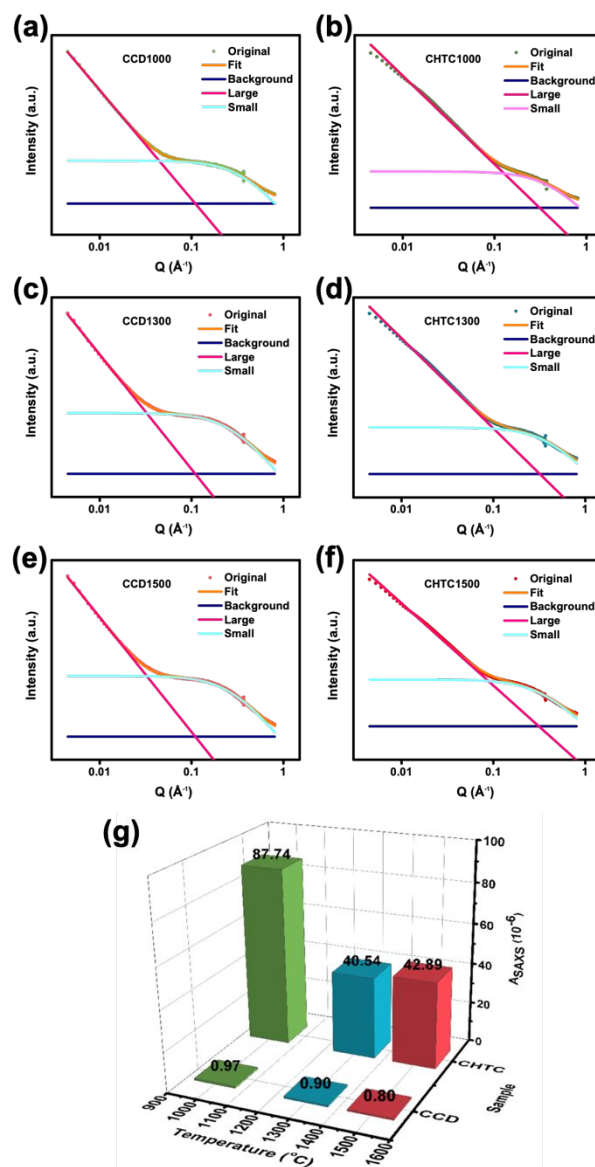 (a)
CCD1000
Original
Fit
Background
Large
Small
Intensity (a.u.)
0.01
0.1
1
Q (Å⁻¹)
(b)
CHTC1000
Original
Fit
Background
Large
Small
Intensity (a.u.)
0.01
0.1
1
Q (Å⁻¹)
(c)
CCD1300
Original
Fit
Background
Large
Small
Intensity (a.u.)
0.01
0.1
1
Q (Å⁻¹)
(d)
CHTC1300
Original
Fit
Background
Large
Small
Intensity (a.u.)
0.01
0.1
1
Q (Å⁻¹)
(e)
CCD1500
Original
Fit
Background
Large
Small
Intensity (a.u.)
0.01
0.1
1
Q (Å⁻¹)
(f)
CHTC1500
Original
Fit
Background
Large
Small
Intensity (a.u.)
0.01
0.1
1
Q (Å⁻¹)
(g)
87.74
40.54
42.89
0.97
0.90
0.80
100
80
60
40
20
0
A_SAXS (10⁻⁶)
CHTC
CCD
Sample
900
1000
1100
1200
1300
1400
1500
1600
Temperature (°C)